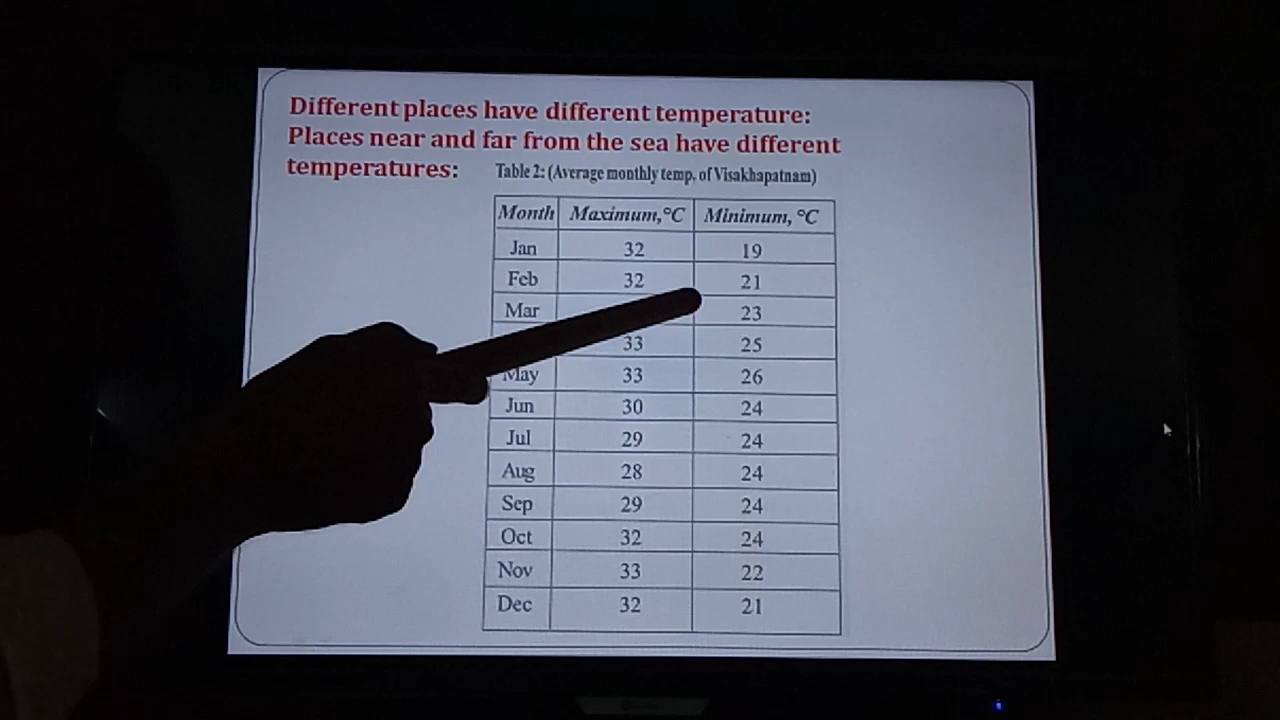 Different places have different temperature:
Places near and far from the sea have different
temperatures:
Table 2: (Average monthly temp. of Visakhapatnam)
Month Maximum,°C Minimum, °C
Jan 32 19
Feb 32 21
Mar 23
33 25
May 33 26
Jun 30 24
Jul 29 24
Aug 28 24
Sep 29 24
Oct 32 24
Nov 33 22
Dec 32 21